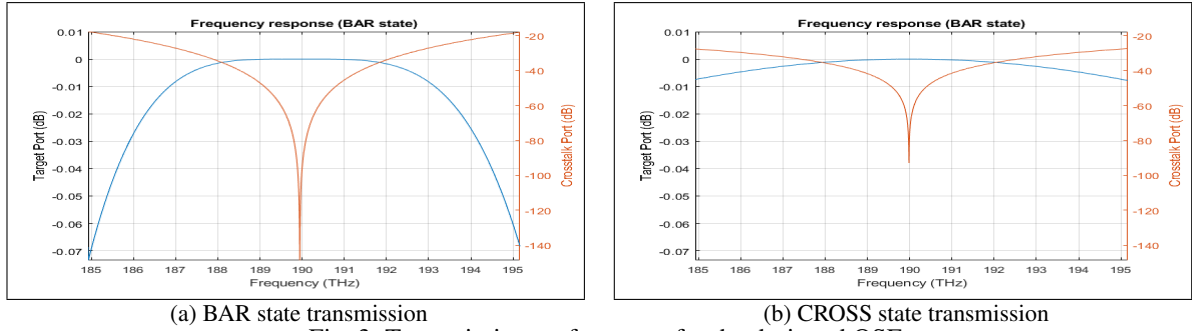 Frequency response (BAR state)
0.01
0
-0.01
-0.02
-0.03
-0.04
-0.05
-0.06
-0.07
Target Port (dB)
-20
-40
-60
-80
-100
-120
-140
Crosstalk Port (dB)
185 186 187 188 189 190 191 192 193 194 195
Frequency (THz)
(a) BAR state transmission
Frequency response (BAR state)
0.01
0
-0.01
-0.02
-0.03
-0.04
-0.05
-0.06
-0.07
Target Port (dB)
-20
-40
-60
-80
-100
-120
-140
Crosstalk Port (dB)
185 186 187 188 189 190 191 192 193 194 195
Frequency (THz)
(b) CROSS state transmission